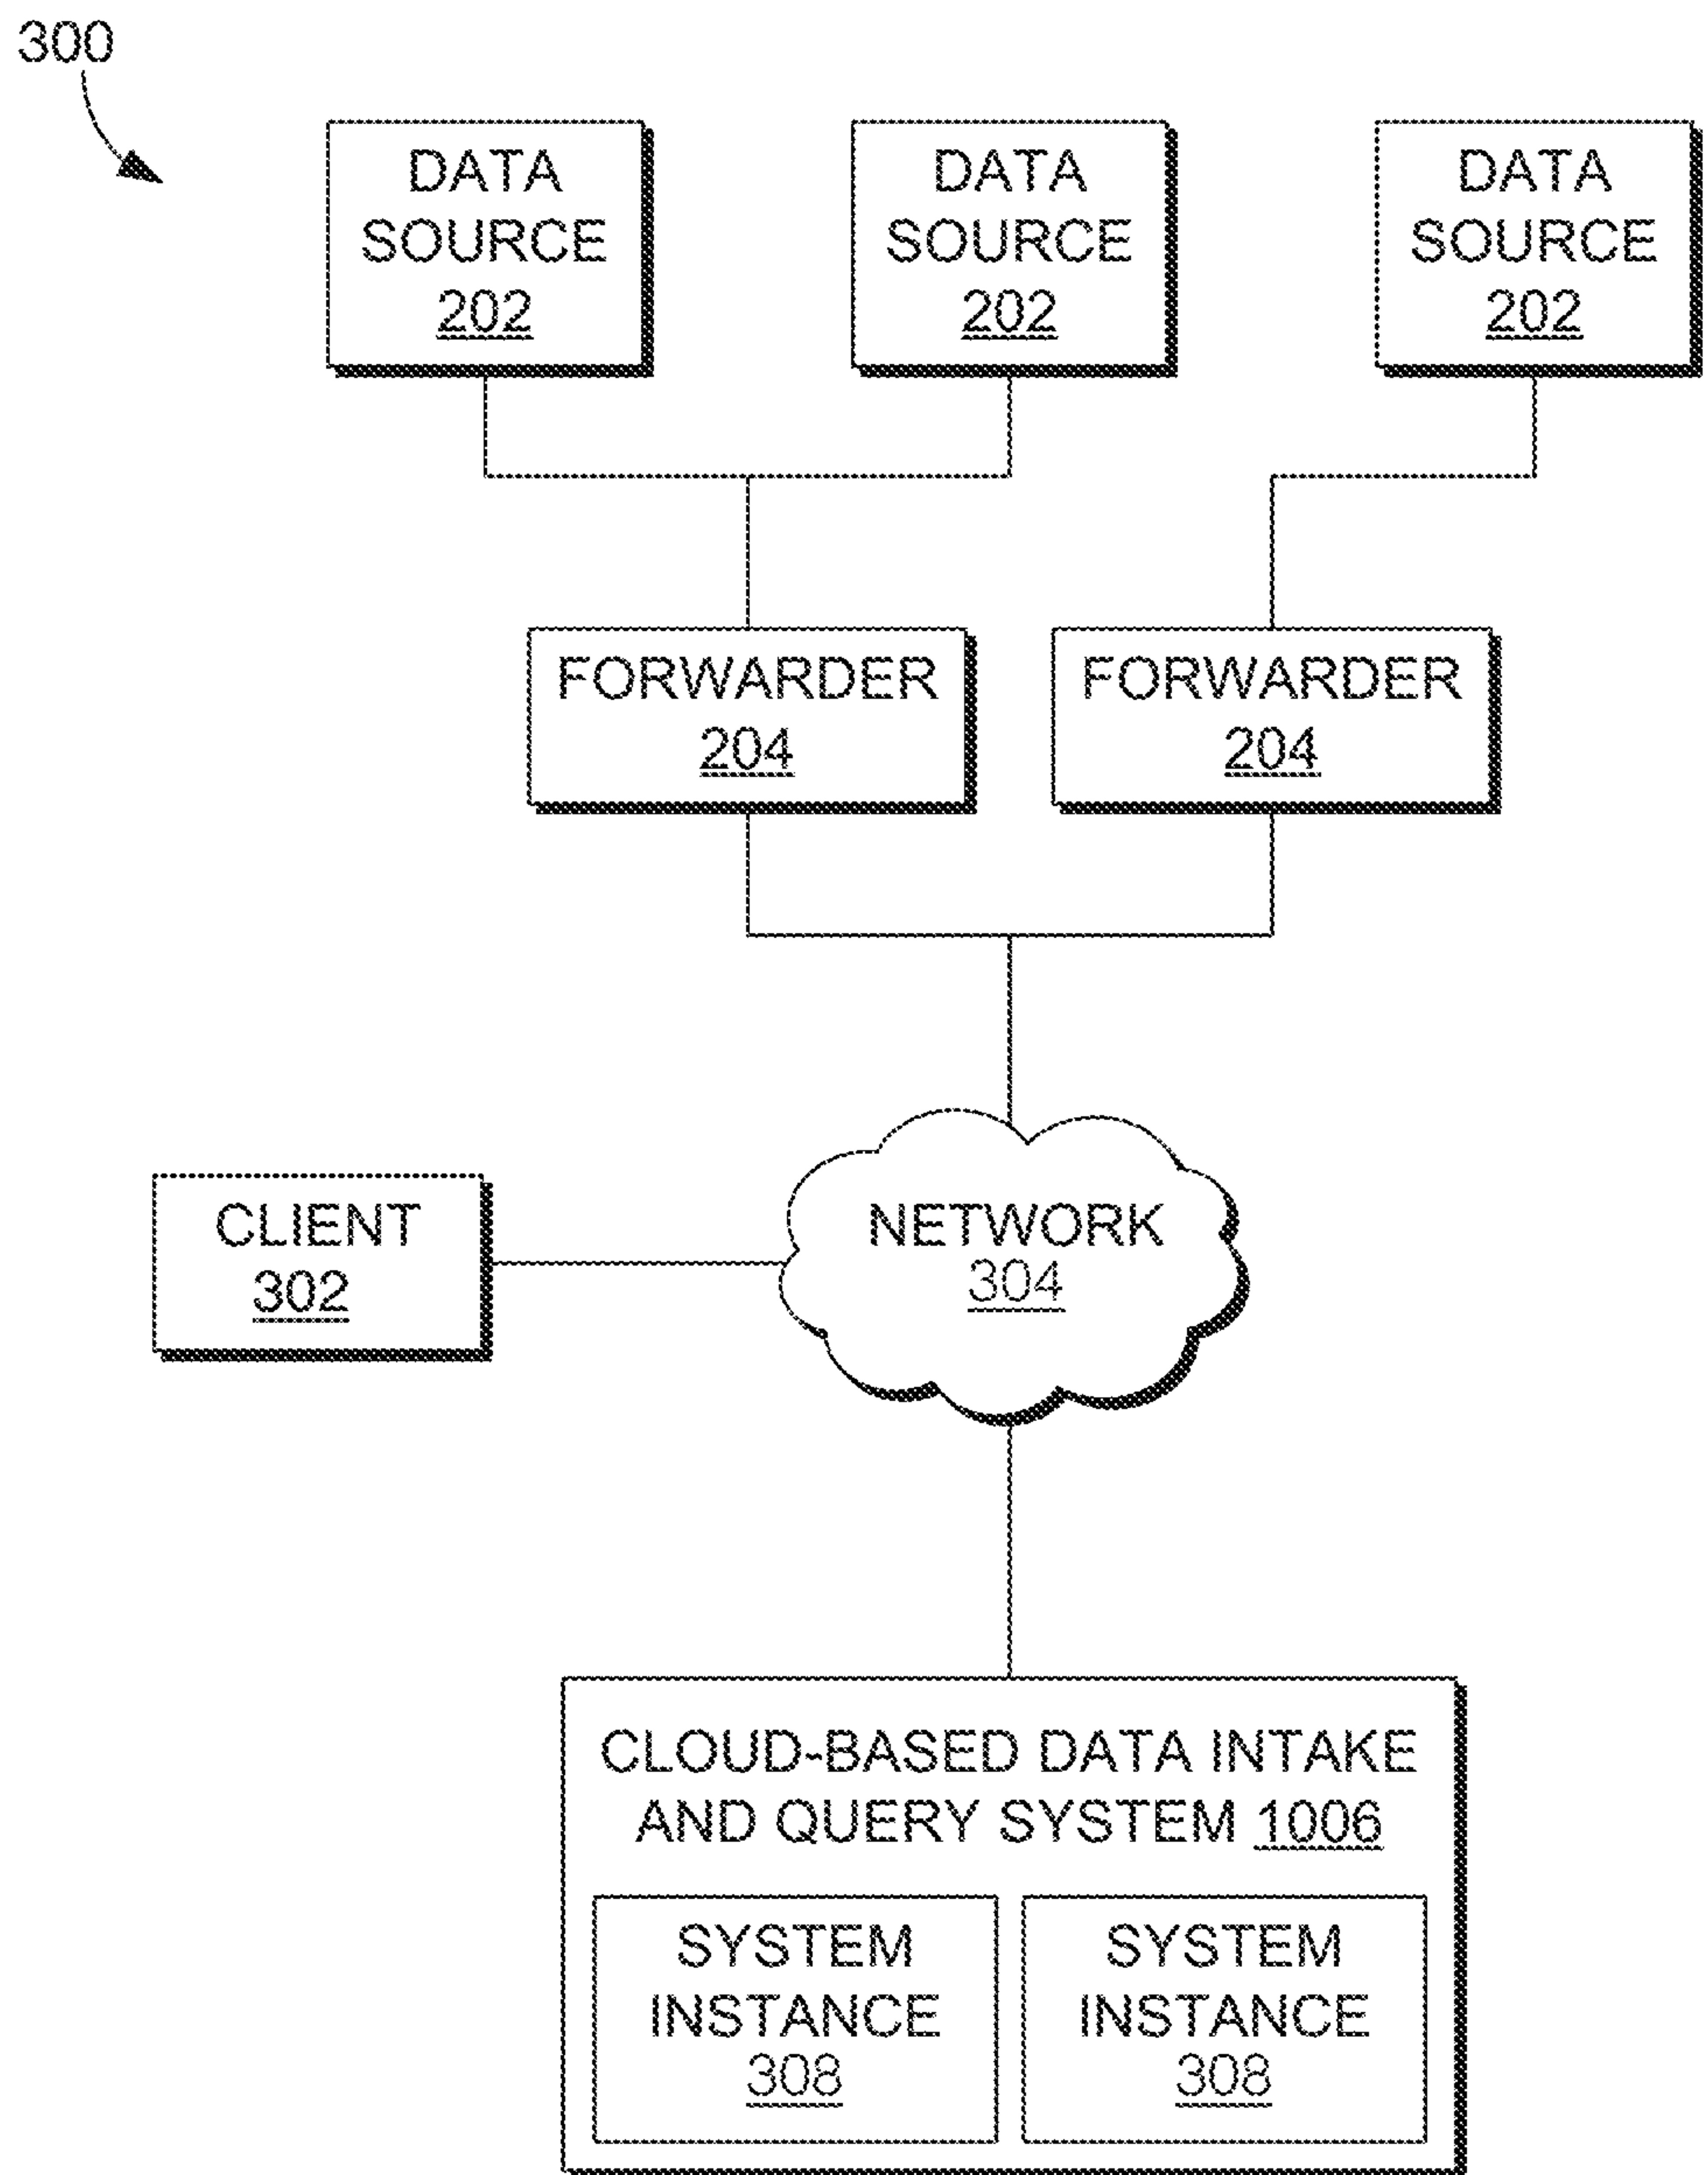 300
DATA
SOURCE
202
DATA
SOURCE
202
DATA
SOURCE
202
FORWARDER
204
FORWARDER
204
CLIENT
302
NETWORK
304
CLOUD-BASED DATA INTAKE
AND QUERY SYSTEM 1006
SYSTEM
INSTANCE
308
SYSTEM
INSTANCE
308